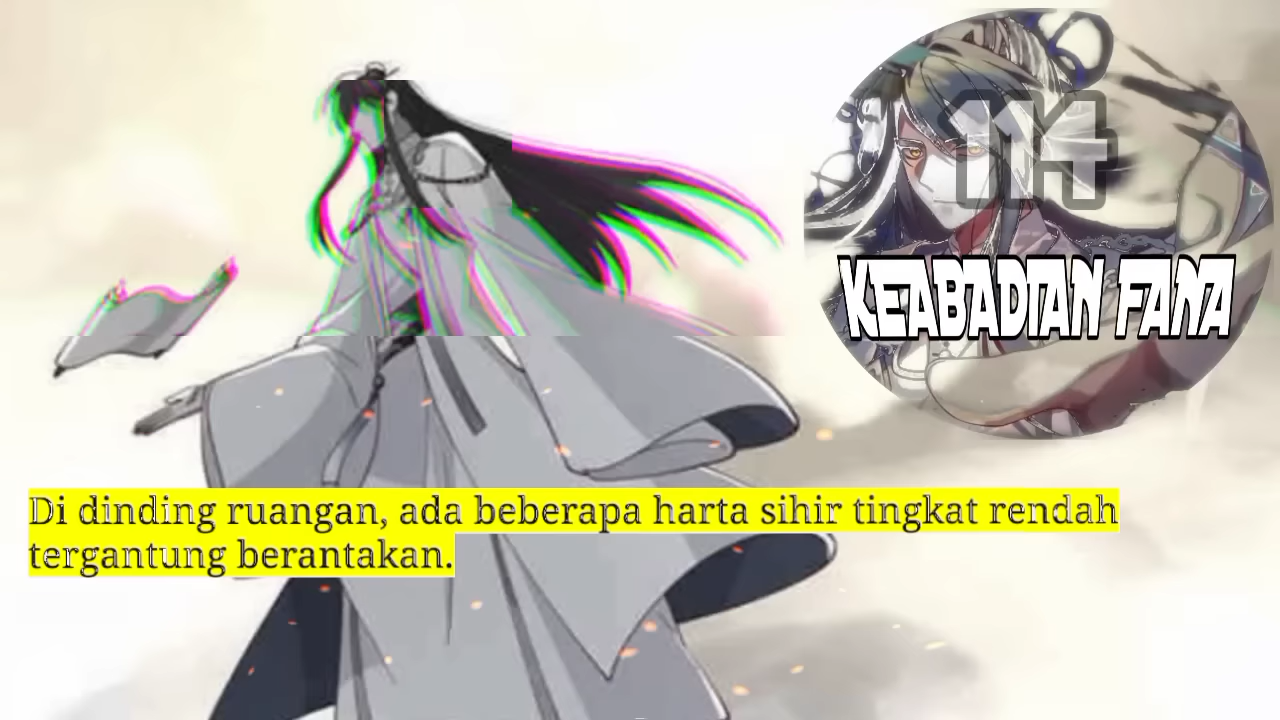 114
KEABADIAN FANA
Di dinding ruangan, ada beberapa harta sihir tingkat rendah
tergantung berantakan.